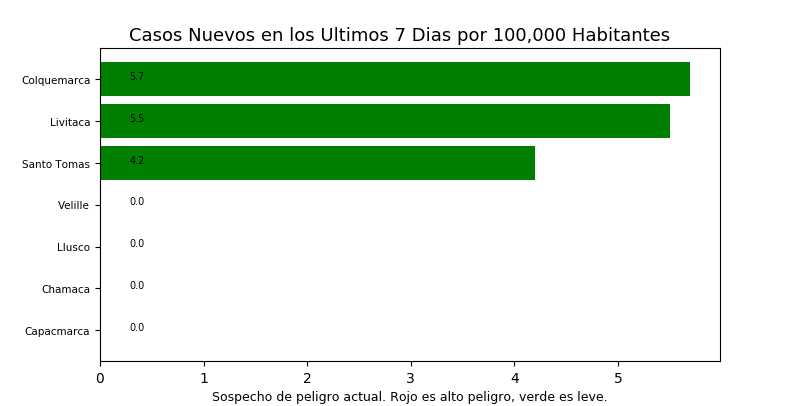 Casos Nuevos en los Ultimos 7 Dias por 100,000 Habitantes
Colquemarca 5.7
Livitaca 5.5
Santo Tomas 4.2
Velille 0.0
Llusco 0.0
Chamaca 0.0
Capacmarca 0.0
0 1 2 3 4 5
Sospecho de peligro actual. Rojo es alto peligro, verde es leve.